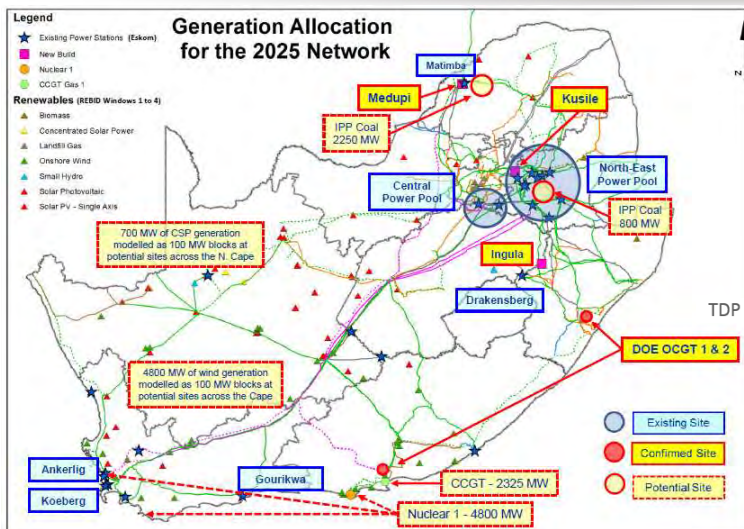 Legend
Existing Power Stations (Eskom)
New Build
Nuclear 1
CCGT Gas 1
Renewables (REBID Windows 1 to 4)
Biomass
Concentrated Solar Power
Landfill Gas
Onshore Wind
Small Hydro
Solar Photovoltaic
Solar Pv - Single Axis
Generation Allocation
for the 2025 Network
Matimba
Medupi
Kusile
IPP Coal
2250 MW
North-East
Power Pool
Central
Power Pool
IPP Coal
800 MW
700 MW of CSP generation
modelled as 100 MW blocks at
potential sites across the N. Cape
Ingula
Drakensberg
TDP
DOE OCGT 1 & 2
4800 MW of wind generation
modelled as 100 MW blocks at
potential sites across the Cape
Existing Site
Confirmed Site
Potential Site
Ankerlig
Koeberg
Gourikwa
CCGT - 2325 MW
Nuclear 1 - 4800 MW